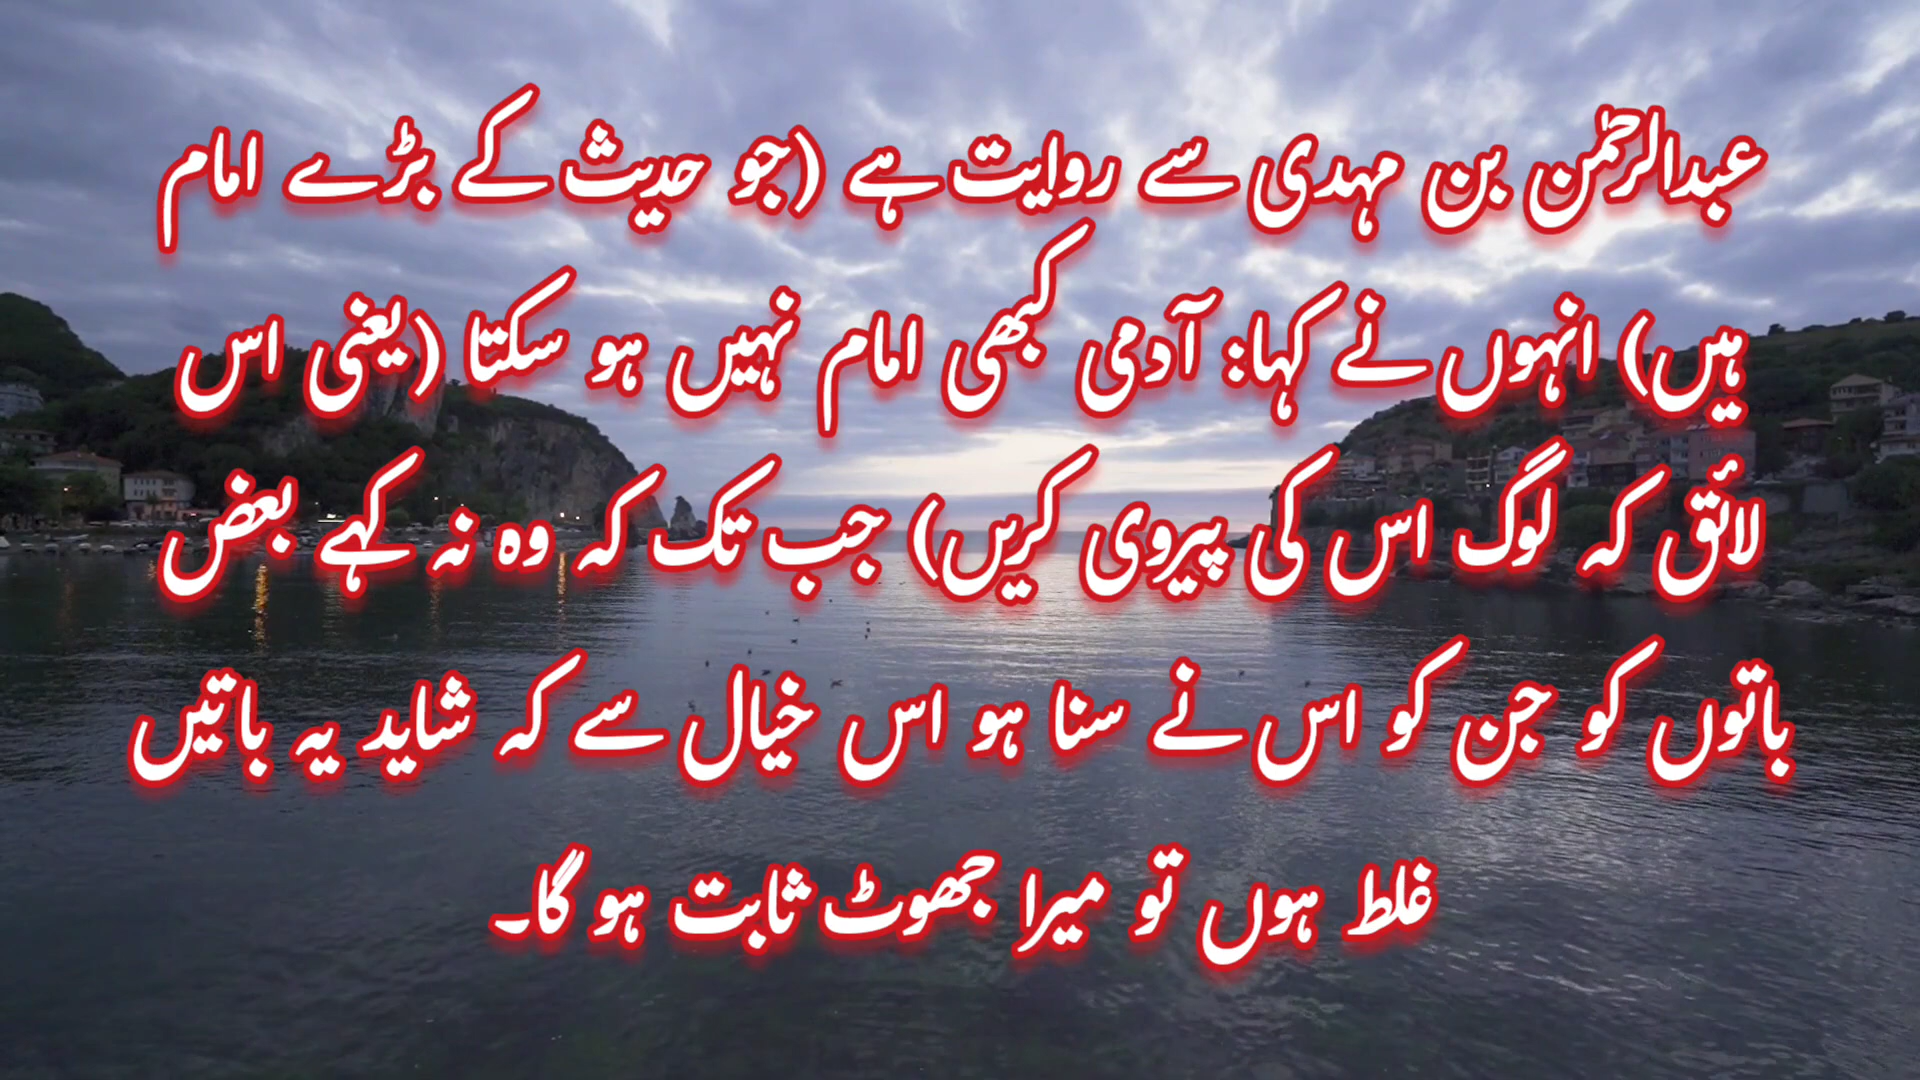 عبدالرحمٰن بن مہدی سے روایت ہے (جو حدیث کے بڑے امام
ہیں) انہوں نے کہا: آدمی کبھی امام نہیں ہو سکتا (یعنی اس
لائق کہ لوگ اس کی پیروی کریں) جب تک کہ وہ نہ کہے بعض
باتوں کو جن کو اس نے سنا ہو اس خیال سے کہ شاید یہ باتیں
غلط ہوں تو میرا جھوٹ ثابت ہو گا۔